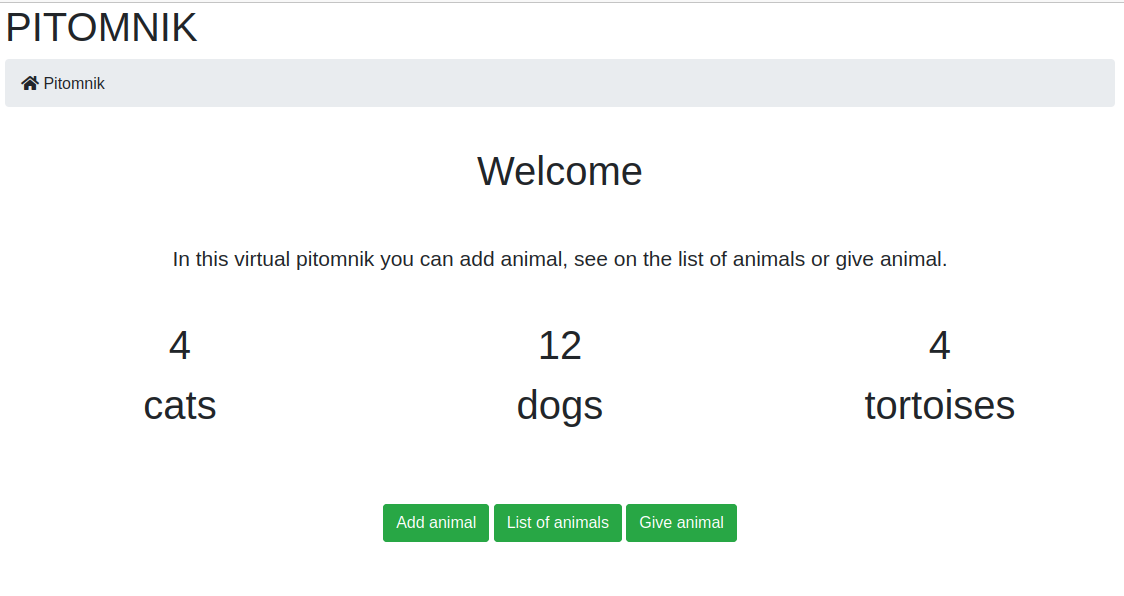 PITOMNIK
Pitomnik
Welcome
In this virtual pitomnik you can add animal, see on the list of animals or give animal.
4
cats
12
dogs
4
tortoises
Add animal
List of animals
Give animal